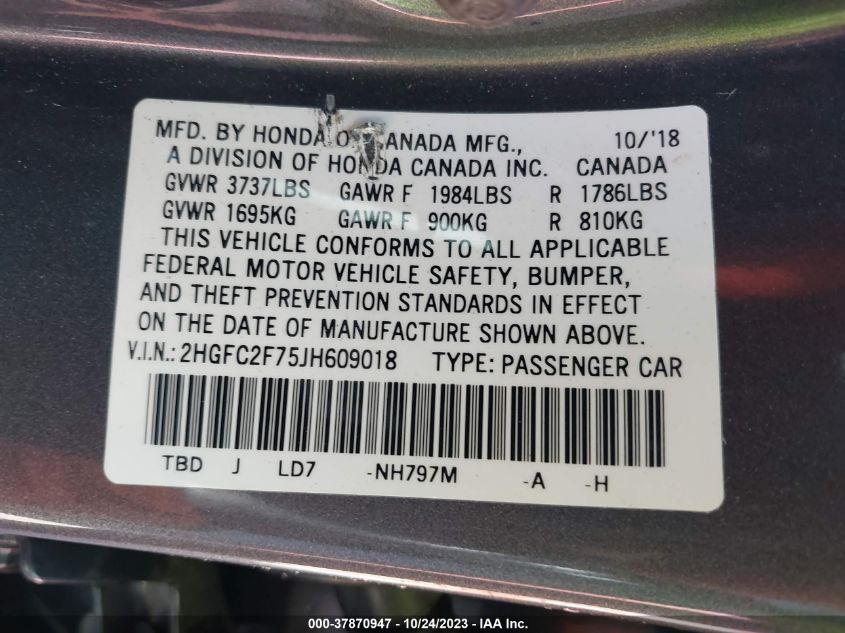 MFD. BY HONDA OF CANADA MFG., 10/'18
A DIVISION OF HONDA CANADA INC. CANADA
GVWR 3737LBS GAWR F 1984LBS R 1786LBS
GVWR 1695KG GAWR F 900KG R 810KG
THIS VEHICLE CONFORMS TO ALL APPLICABLE
FEDERAL MOTOR VEHICLE SAFETY, BUMPER,
AND THEFT PREVENTION STANDARDS IN EFFECT
ON THE DATE OF MANUFACTURE SHOWN ABOVE.
V.I.N.: 2HGFC2F75JH609018 TYPE: PASSENGER CAR
TBD J LD7 -NH797M -A -H
000-37870947 - 10/24/2023 - IAA Inc.